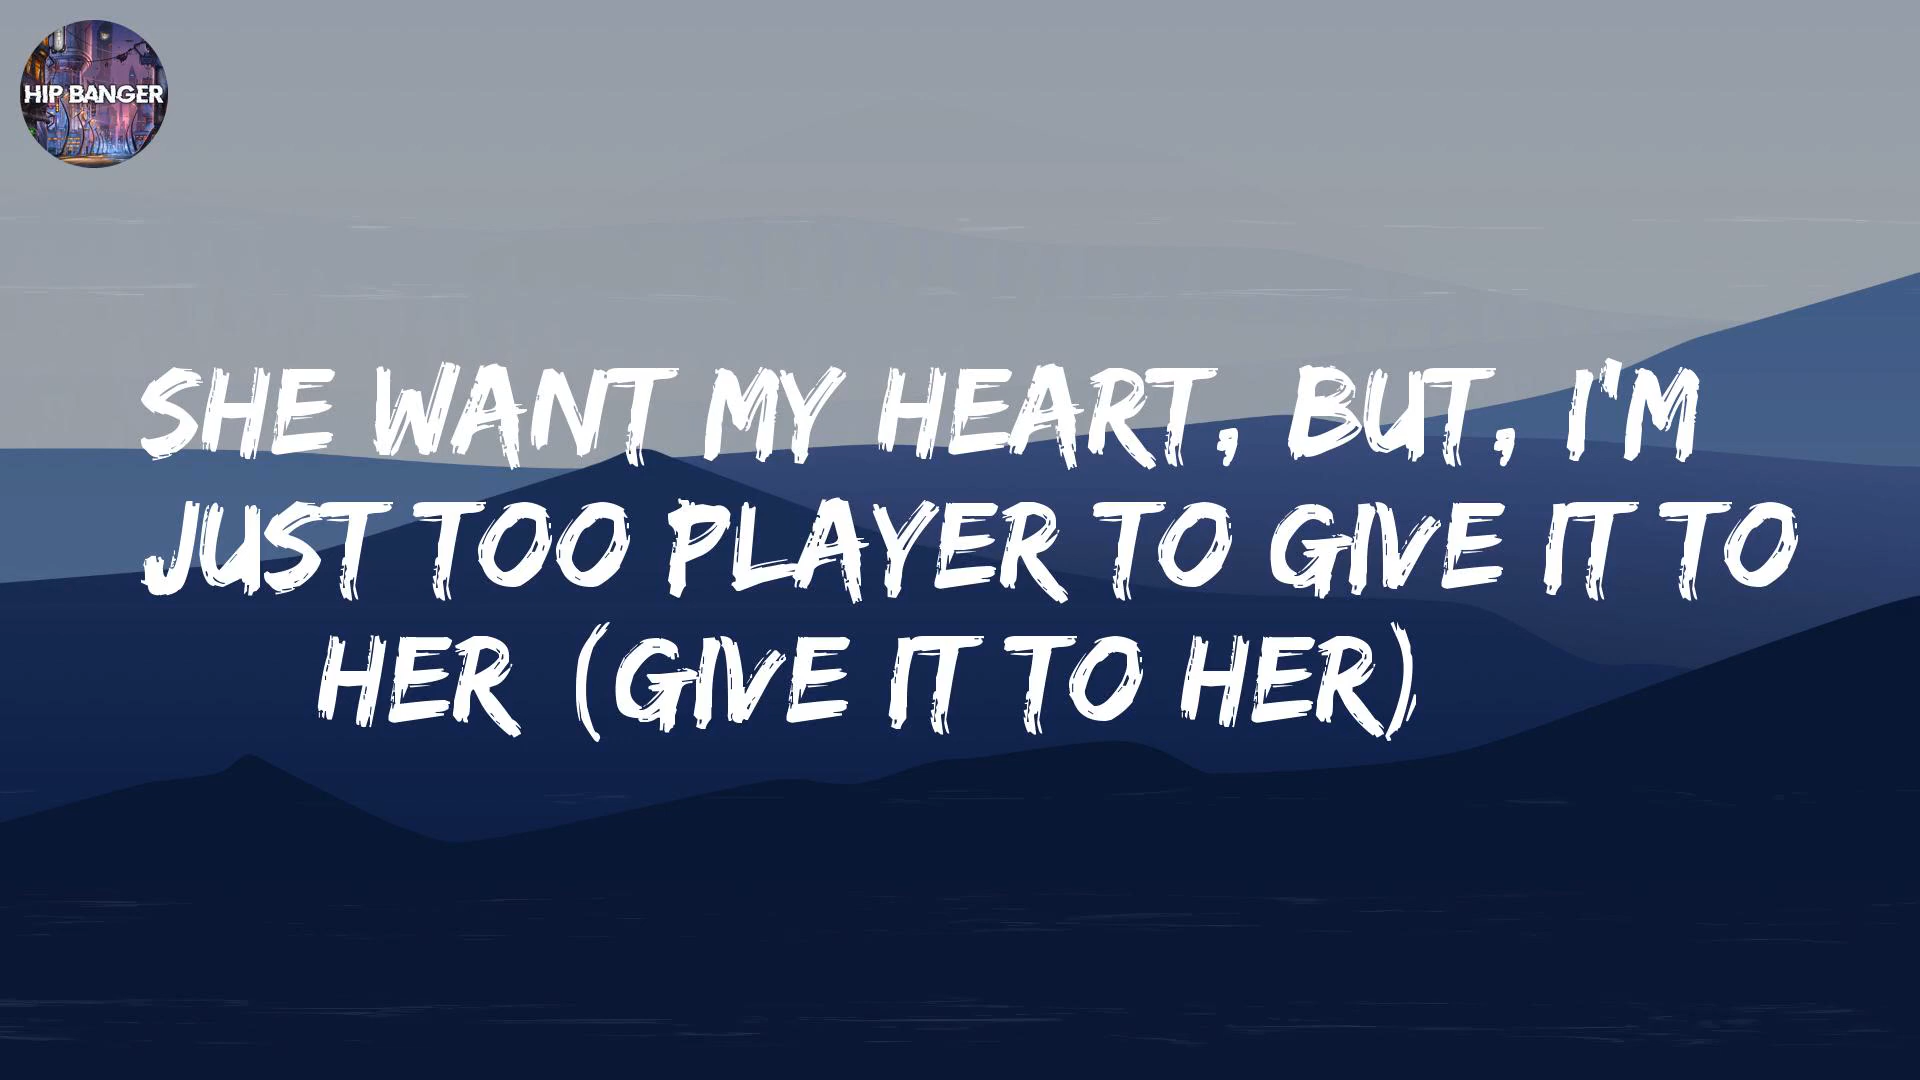 HIP BANGER
SHE WANT MY HEART, BUT, I'M
JUST TOO PLAYER TO GIVE IT TO
HER (GIVE IT TO HER)